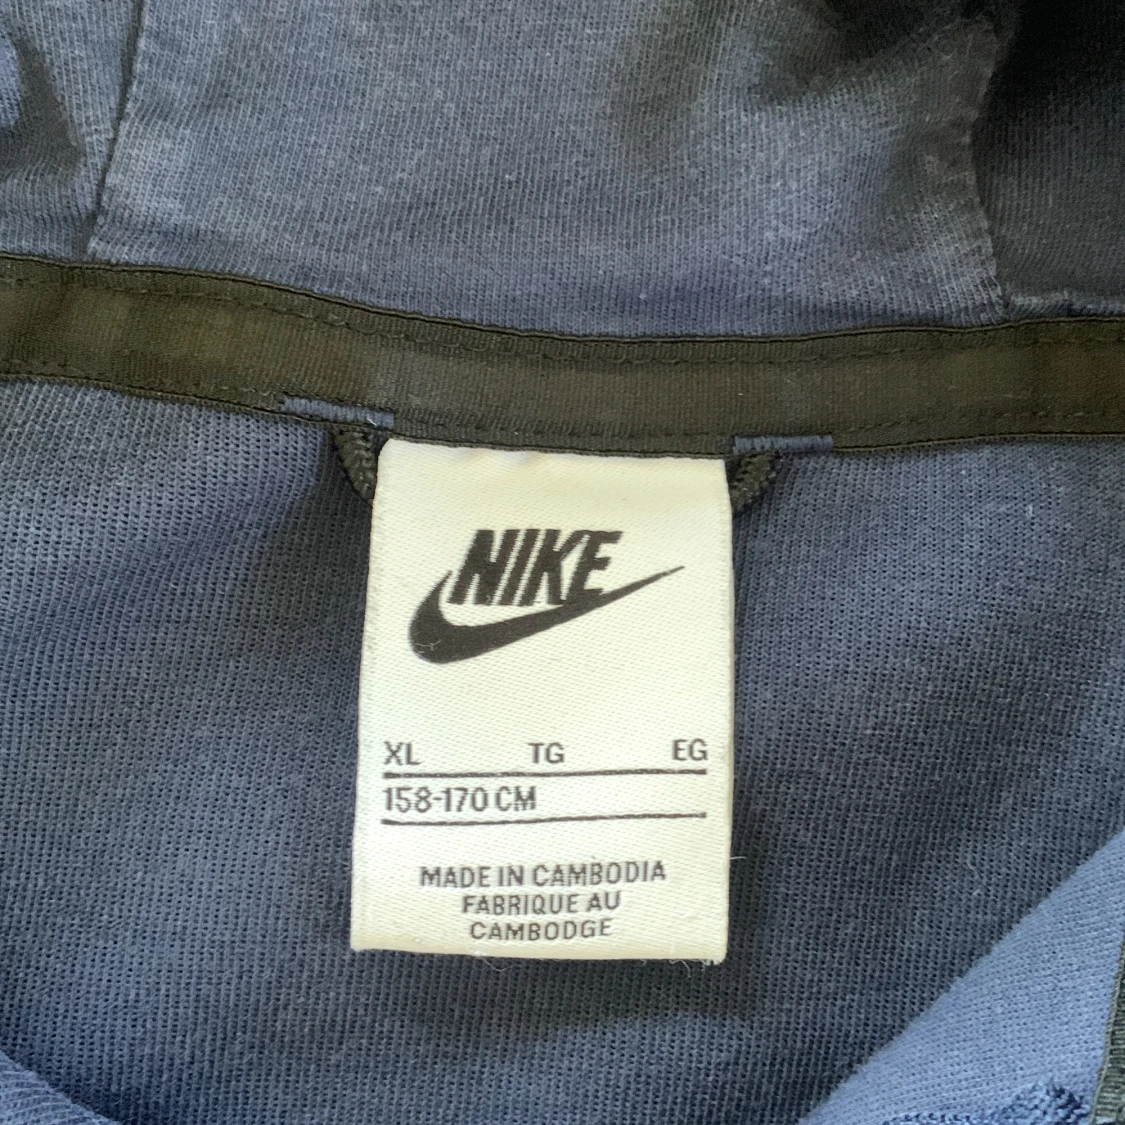 NIKE
XL TG EG
158-170 CM
MADE IN CAMBODIA
FABRIQUE AU
CAMBODGE